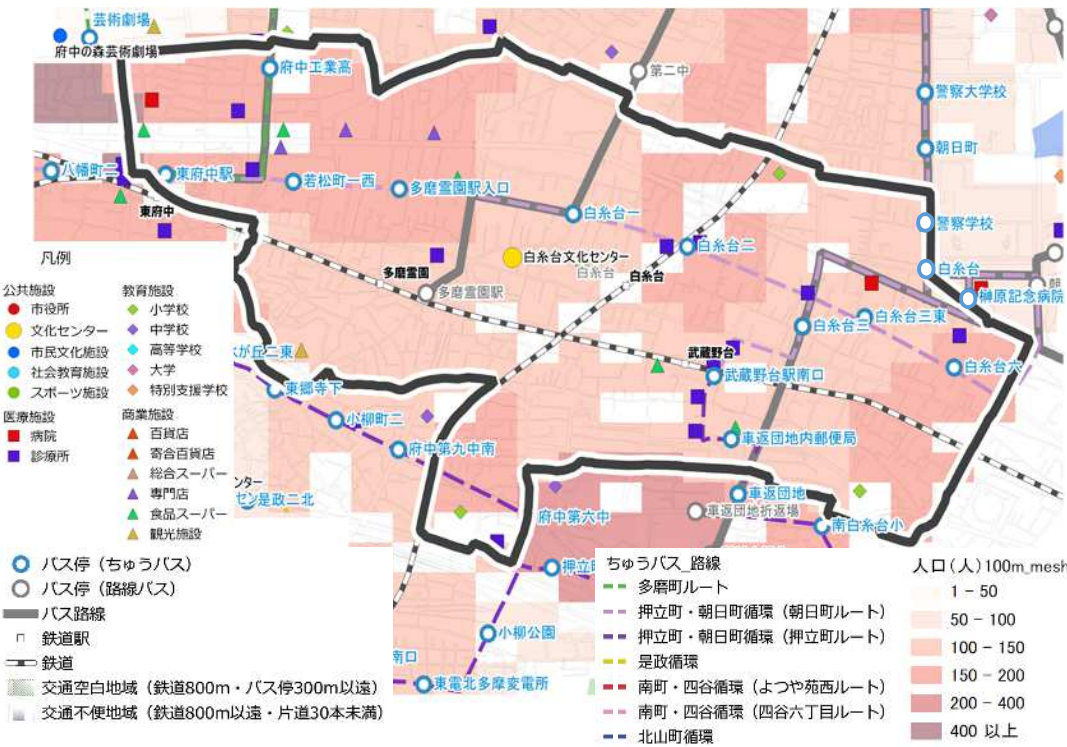 芸術劇場
府中の森芸術劇場
府中工業高
第二中
警察大学校
朝日町
八幡町二
東府中駅
若松町一西
多磨霊園駅入口
東府中
白糸台一
警察学校
白糸台二
白糸台文化センター
白糸台
白糸台
白糸台
多磨霊園
多磨霊園駅
榊原記念病院
朝
白糸台三
白糸台三東
武蔵野台
武蔵野台駅南口
白糸台六
が丘二東
東郷寺下
小柳町二
府中第九中南
車返団地内郵便局
ンター
セン是政二北
車返団地
車返団地折返場
府中第六中
南白糸台小
押立町
小柳公園
南口
東電北多摩変電所
凡例
公共施設
市役所
文化センター
市民文化施設
社会教育施設
スポーツ施設
医療施設
病院
診療所
教育施設
小学校
中学校
高等学校
大学
特別支援学校
商業施設
百貨店
寄合百貨店
総合スーパー
専門店
食品スーパー
観光施設
バス停（ちゅうバス）
バス停（路線バス）
バス路線
鉄道駅
鉄道
交通空白地域（鉄道800m・バス停300m以遠）
交通不便地域（鉄道800m以遠・片道30本未満）
ちゅうバス_路線
多磨町ルート
押立町・朝日町循環（朝日町ルート）
押立町・朝日町循環（押立町ルート）
是政循環
南町・四谷循環（よつや苑西ルート）
南町・四谷循環（四谷六丁目ルート）
北山町循環
人口(人)100m_mesh
1 - 50
50 - 100
100 - 150
150 - 200
200 - 400
400 以上